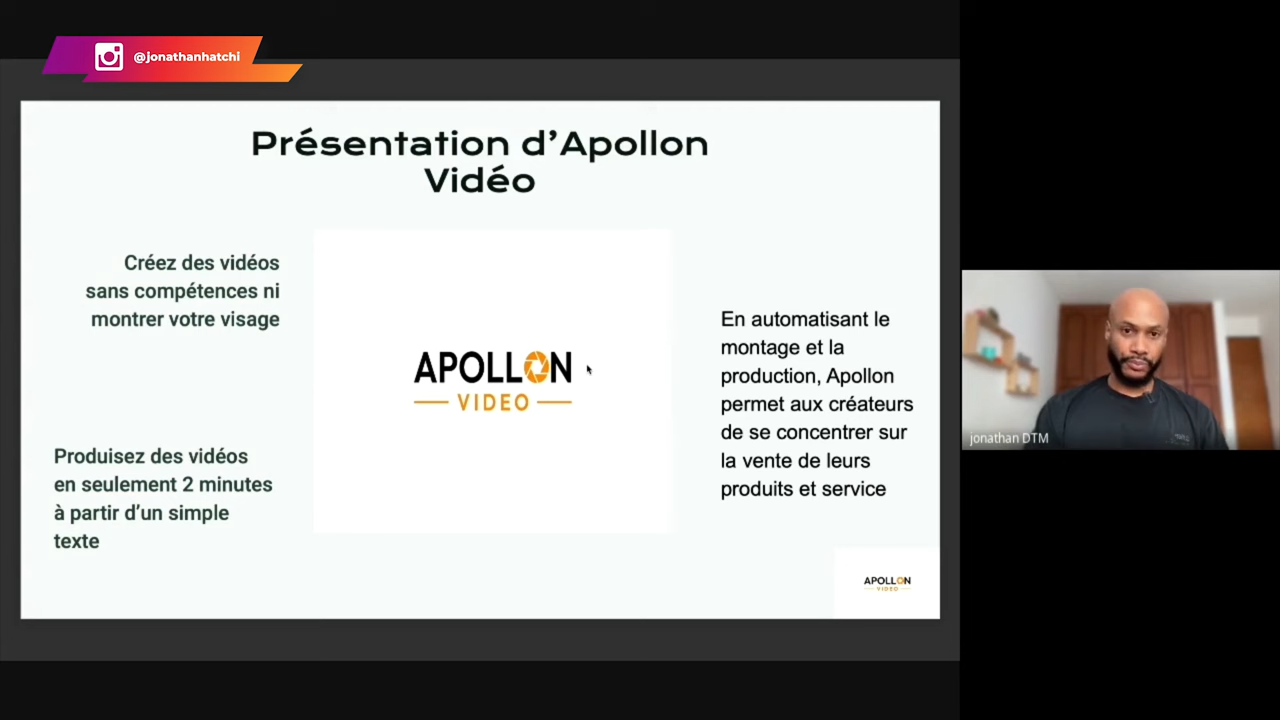 @jonathanhatchi
Présentation d'Apollon
Vidéo
Créez des vidéos
sans compétences ni
montrer votre visage
Produisez des vidéos
en seulement 2 minutes
à partir d'un simple
texte
APOLLON
VIDEO
En automatisant le
montage et la
production, Apollon
permet aux créateurs
de se concentrer sur
la vente de leurs
produits et service
APOLLON
VIDEO
jonathan DTM